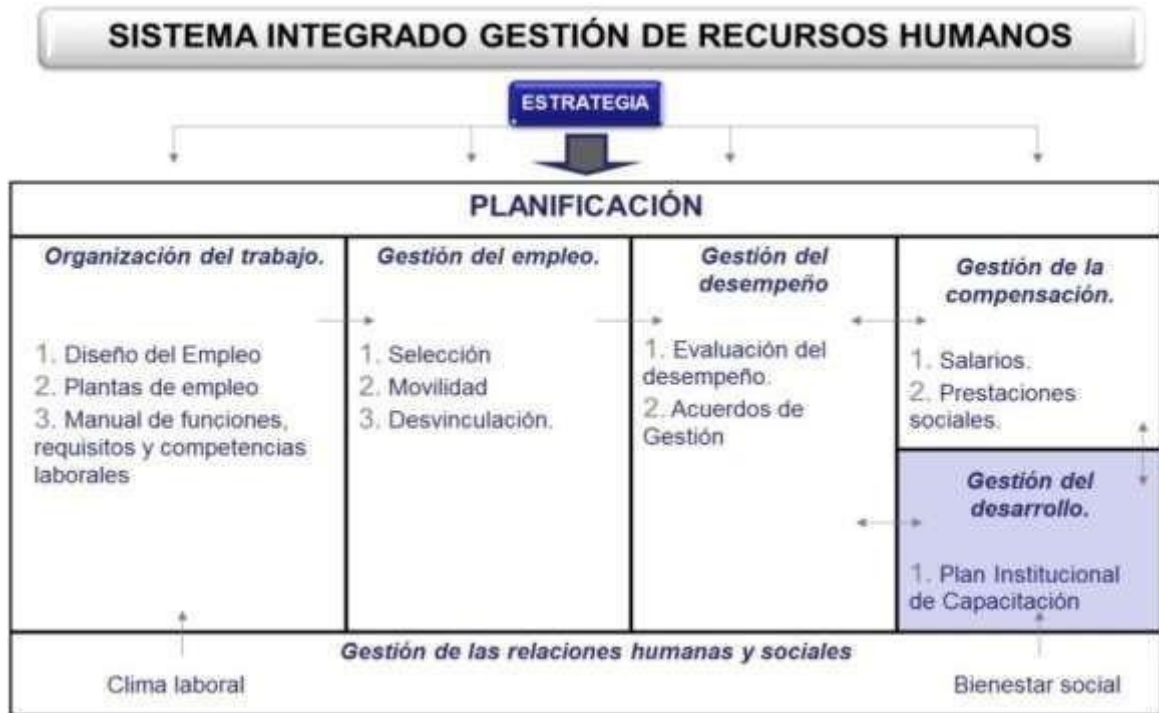 SISTEMA INTEGRADO GESTIÓN DE RECURSOS HUMANOS
ESTRATEGIA
PLANIFICACIÓN
Organización del trabajo.
1. Diseño del Empleo
2. Plantas de empleo
3. Manual de funciones,
requisitos y competencias
laborales
Gestión del empleo.
1. Selección
2. Movilidad
3. Desvinculación.
Gestión del
desempeño
1. Evaluación del
desempeño.
2. Acuerdos de
Gestión
Gestión de la
compensación.
1. Salarios.
2. Prestaciones
sociales.
Gestión del
desarrollo.
1. Plan Institucional
de Capacitación
Gestión de las relaciones humanas y sociales
Clima laboral
Bienestar social